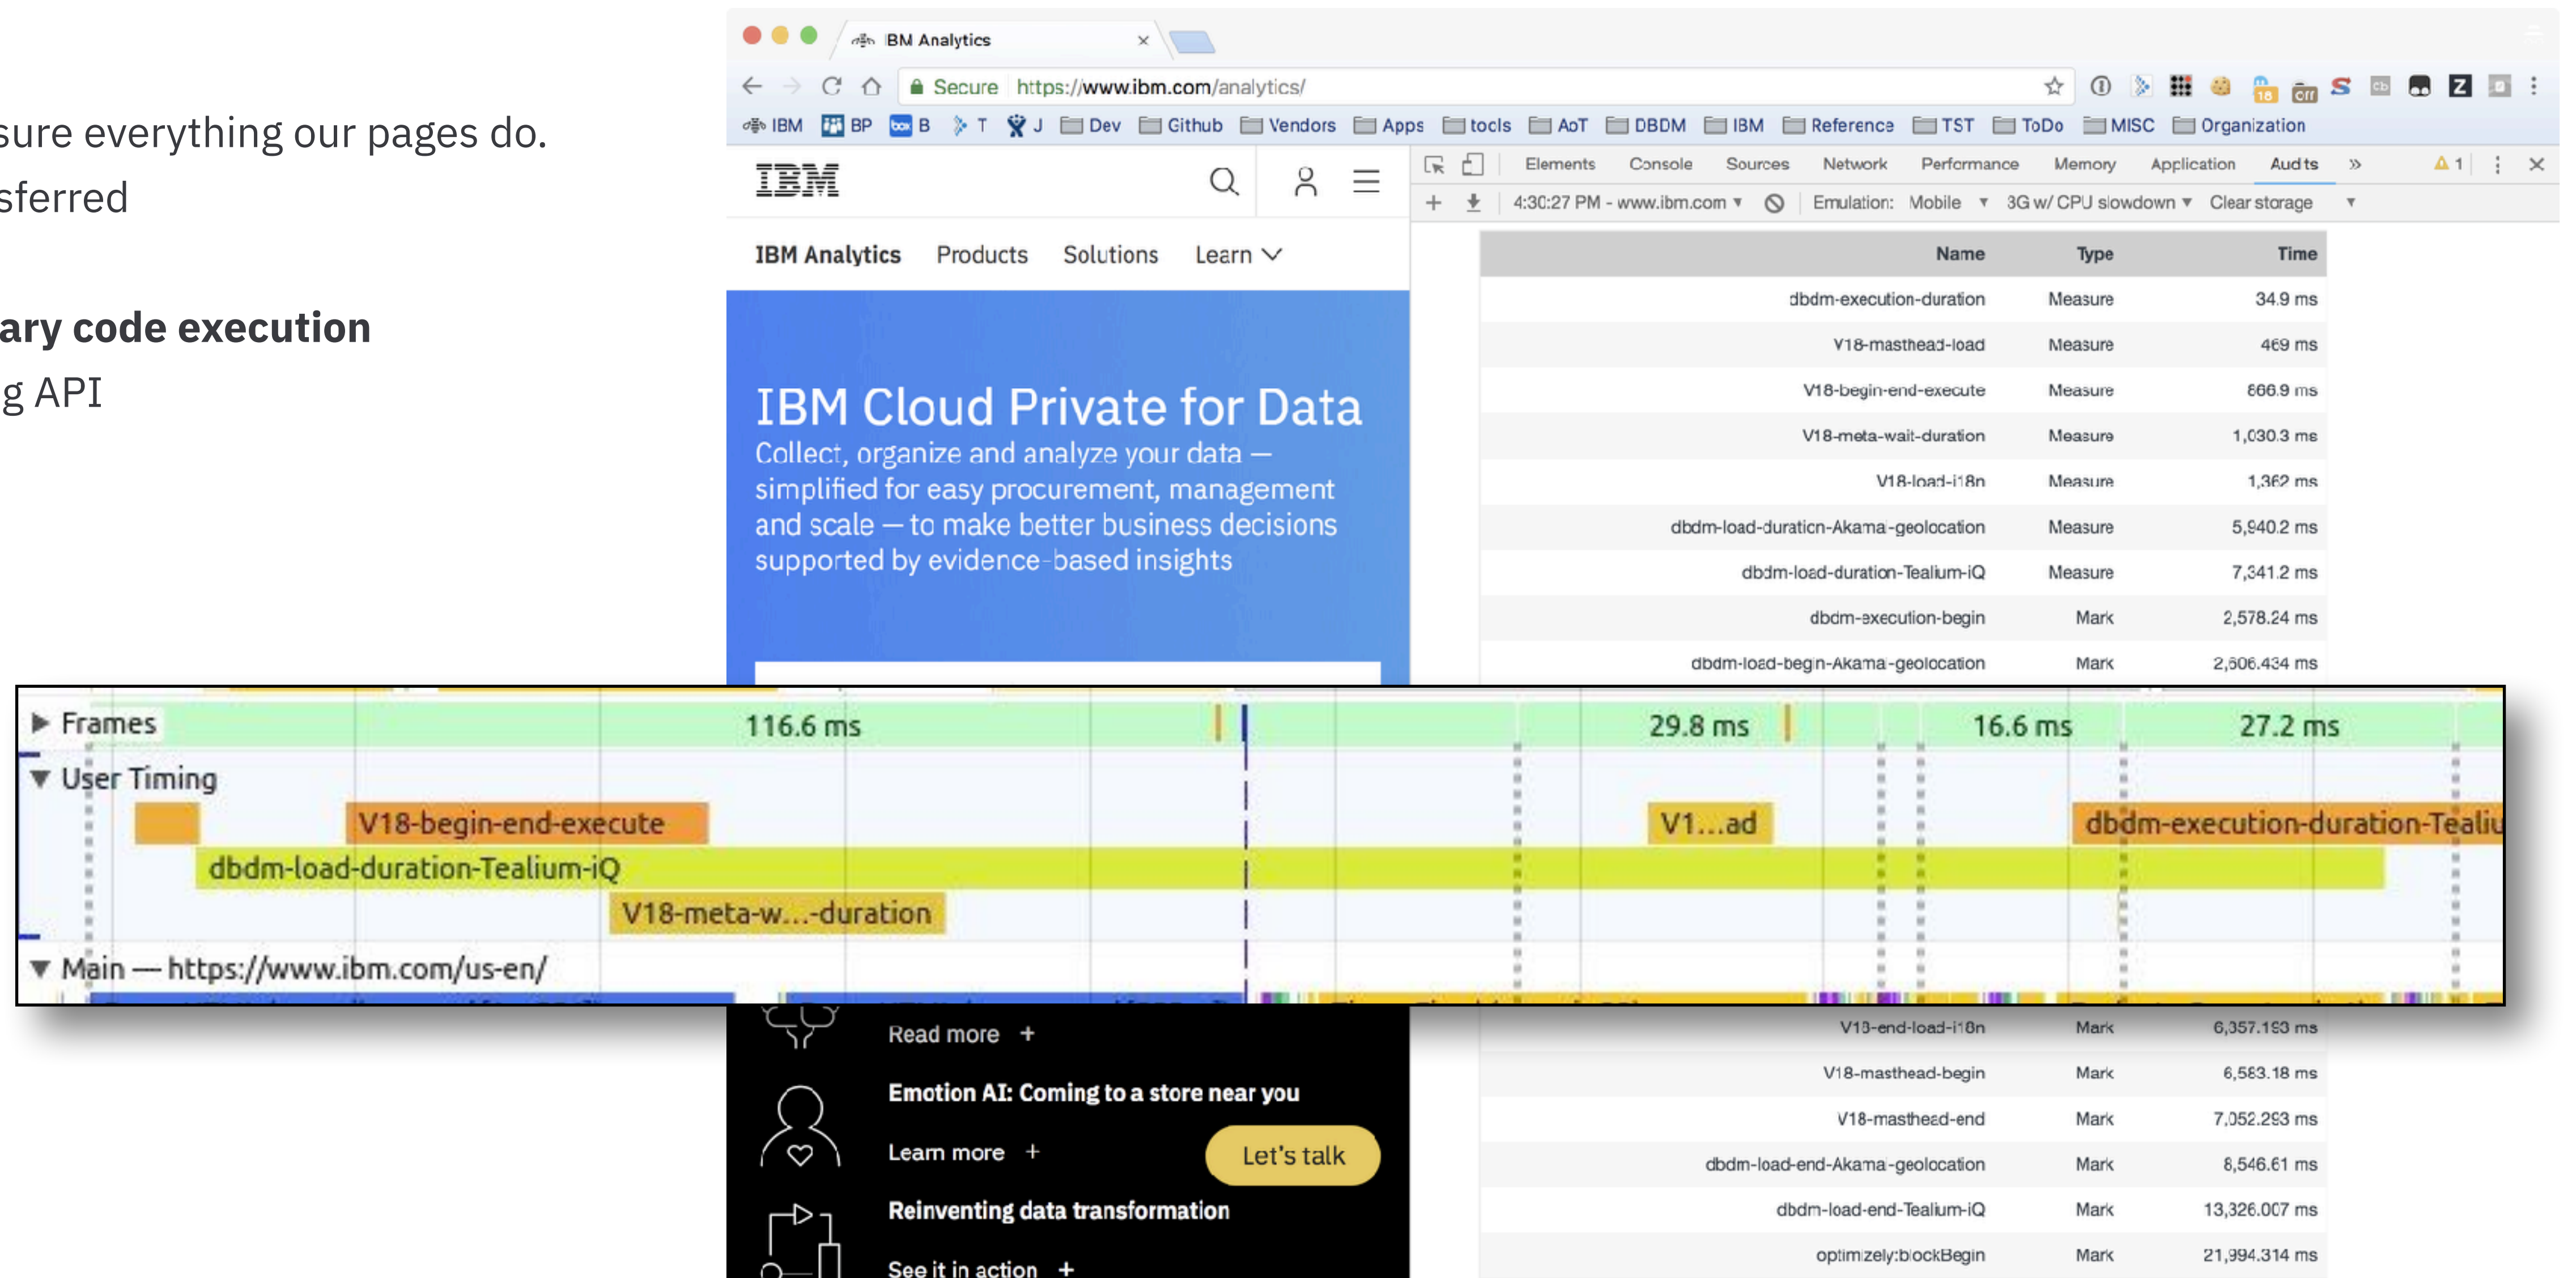 sure everything our pages do.
sferred
ary code execution
g API
IBM Analytics
Secure https://www.ibm.com/analytics/
18 Off S cb Z
IBM BP box B T J Dev Github Vendors Apps tools AoT DBDM IBM Reference TST ToDo MISC Organization
IBM
IBM Analytics Products Solutions Learn
IBM Cloud Private for Data
Collect, organize and analyze your data —
simplified for easy procurement, management
and scale — to make better business decisions
supported by evidence-based insights
Elements Console Sources Network Performance Memory Application Audits » 1
4:30:27 PM - www.ibm.com Emulation: Mobile 3G w/ CPU slowdown Clear storage
Name Type Time
dbdm-execution-duration Measure 34.9 ms
V18-masthead-load Measure 469 ms
V18-begin-end-execute Measure 866.9 ms
V18-meta-wait-duration Measure 1,030.3 ms
V18-load-i18n Measure 1,362 ms
dbdm-load-duration-Akamai-geolocation Measure 5,940.2 ms
dbdm-load-duration-Tealium-iQ Measure 7,341.2 ms
dbdm-execution-begin Mark 2,578.24 ms
dbdm-load-begin-Akamai-geolocation Mark 2,606.434 ms
Frames 116.6 ms 29.8 ms 16.6 ms 27.2 ms
User Timing
V18-begin-end-execute V1...ad dbdm-execution-duration-Tealiu
dbdm-load-duration-Tealium-iQ
V18-meta-w...-duration
Main — https://www.ibm.com/us-en/
Read more +
Emotion AI: Coming to a store near you
Learn more +
Let's talk
Reinventing data transformation
See it in action +
V18-end-load-i18n Mark 6,357.193 ms
V18-masthead-begin Mark 6,583.18 ms
V18-masthead-end Mark 7,052.293 ms
dbdm-load-end-Akamai-geolocation Mark 8,546.61 ms
dbdm-load-end-Tealium-iQ Mark 13,326.007 ms
optimizely:blockBegin Mark 21,994.314 ms